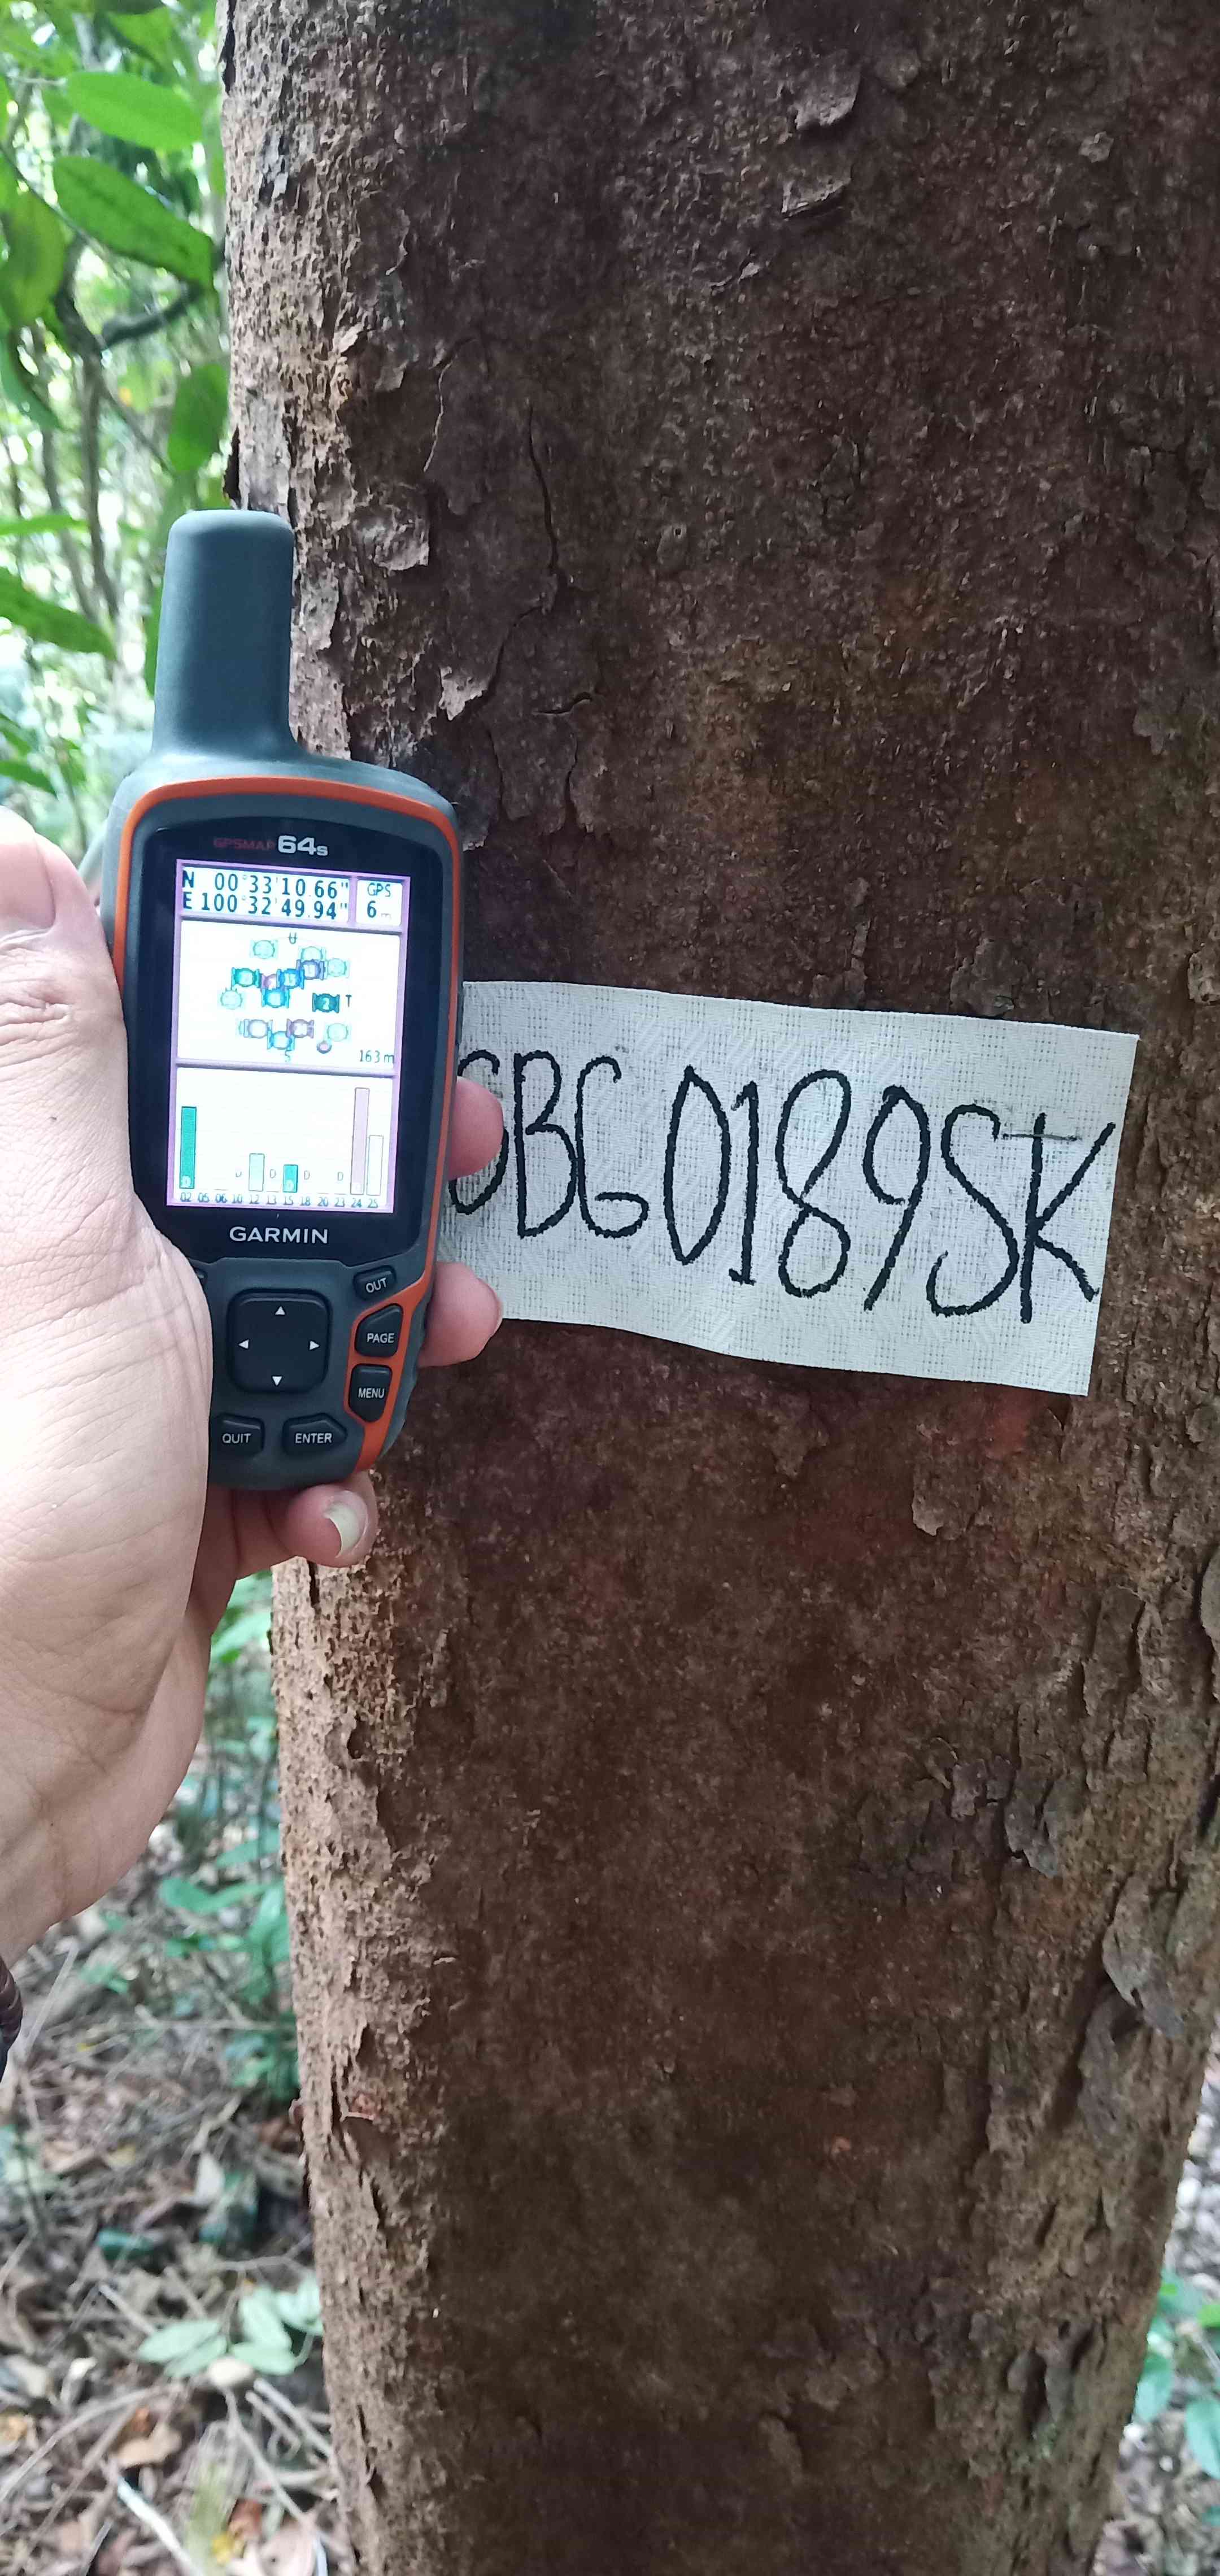 GPSMAP 64s
N 00°33'10.66"
E 100°32'49.94"
GPS
6 m
U
T
2
S
163 m
D D D D D D
02 05 06 10 12 13 15 18 20 23 24 25
GARMIN
OUT
PAGE
MENU
QUIT
ENTER
SBG0189SK